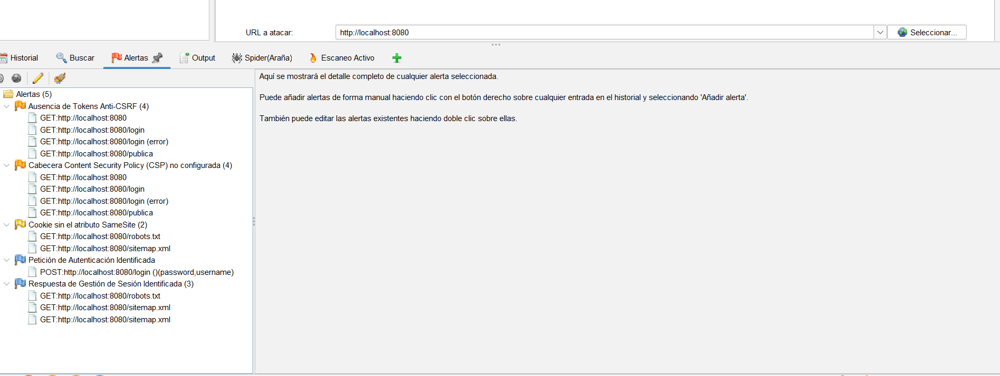 URL a atacar: http://localhost:8080 Seleccionar...
Historial Buscar Alertas Output Spider(Araña) Escaneo Activo
Alertas (5)
Ausencia de Tokens Anti-CSRF (4)
GET:http://localhost:8080
GET:http://localhost:8080/login
GET:http://localhost:8080/login (error)
GET:http://localhost:8080/publica
Cabecera Content Security Policy (CSP) no configurada (4)
GET:http://localhost:8080
GET:http://localhost:8080/login
GET:http://localhost:8080/login (error)
GET:http://localhost:8080/publica
Cookie sin el atributo SameSite (2)
GET:http://localhost:8080/robots.txt
GET:http://localhost:8080/sitemap.xml
Petición de Autenticación Identificada
POST:http://localhost:8080/login ()(password,username)
Respuesta de Gestión de Sesión Identificada (3)
GET:http://localhost:8080/robots.txt
GET:http://localhost:8080/sitemap.xml
GET:http://localhost:8080/sitemap.xml
Aquí se mostrará el detalle completo de cualquier alerta seleccionada.
Puede añadir alertas de forma manual haciendo clic con el botón derecho sobre cualquier entrada en el historial y seleccionando 'Añadir alerta'.
También puede editar las alertas existentes haciendo doble clic sobre ellas.